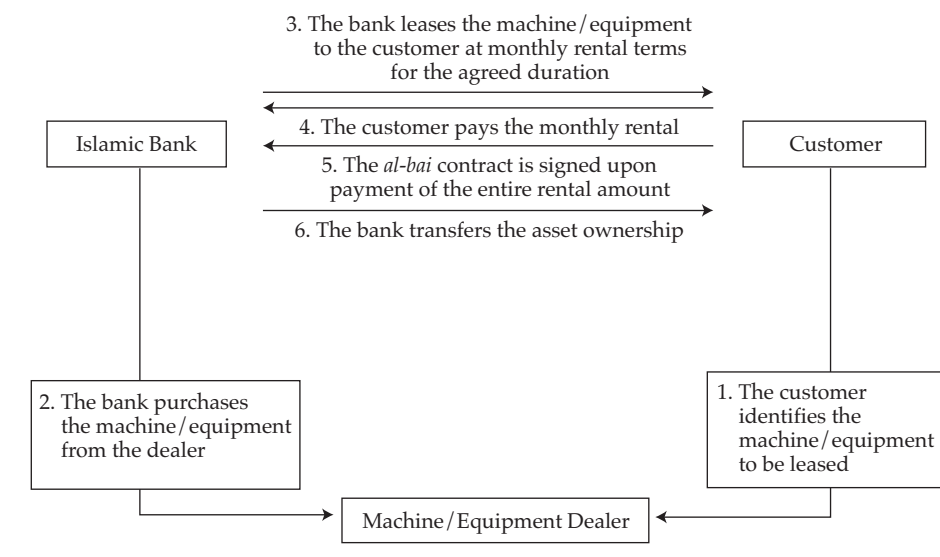 3. The bank leases the machine/equipment
to the customer at monthly rental terms
for the agreed duration
Islamic Bank
4. The customer pays the monthly rental
Customer
5. The al-bai contract is signed upon
payment of the entire rental amount
6. The bank transfers the asset ownership
2. The bank purchases
the machine/equipment
from the dealer
1. The customer
identifies the
machine/equipment
to be leased
Machine/Equipment Dealer